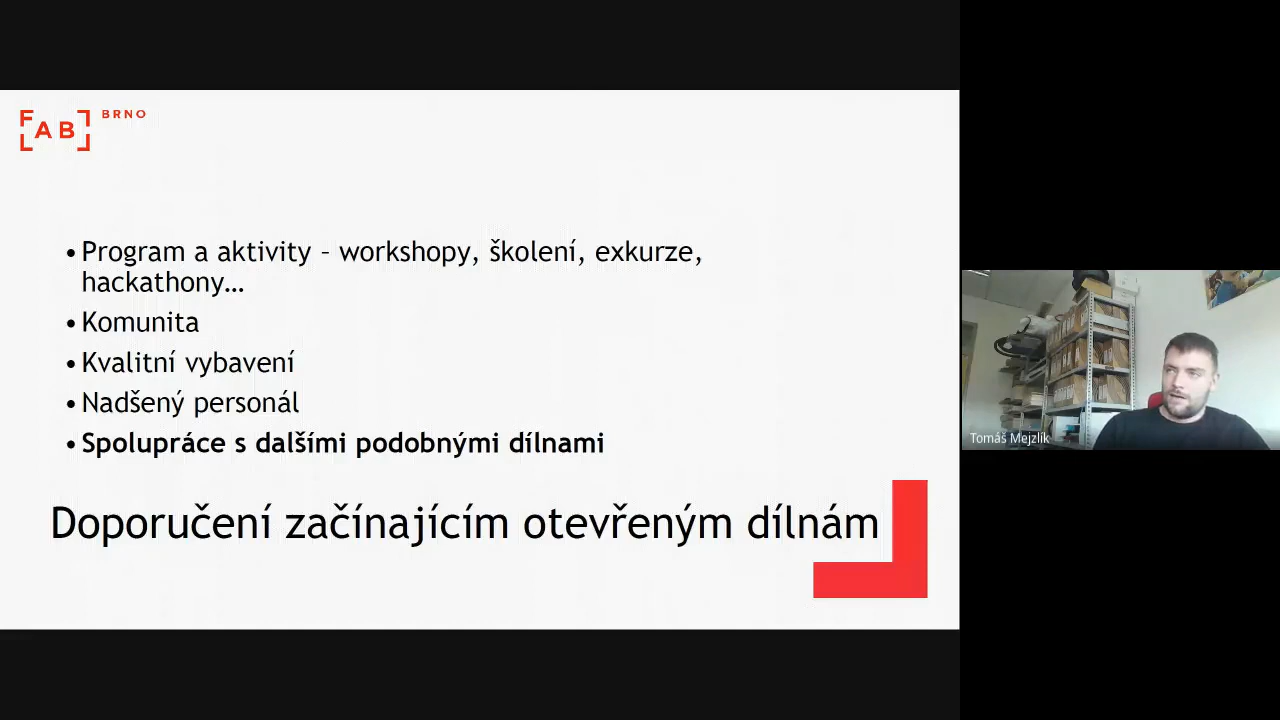 FAB BRNO
•Program a aktivity – workshopy, školení, exkurze,
hackathony…
•Komunita
•Kvalitní vybavení
•Nadšený personál
•Spolupráce s dalšími podobnými dílnami
Doporučení začínajícím otevřeným dílnám
Tomáš Mejzlík